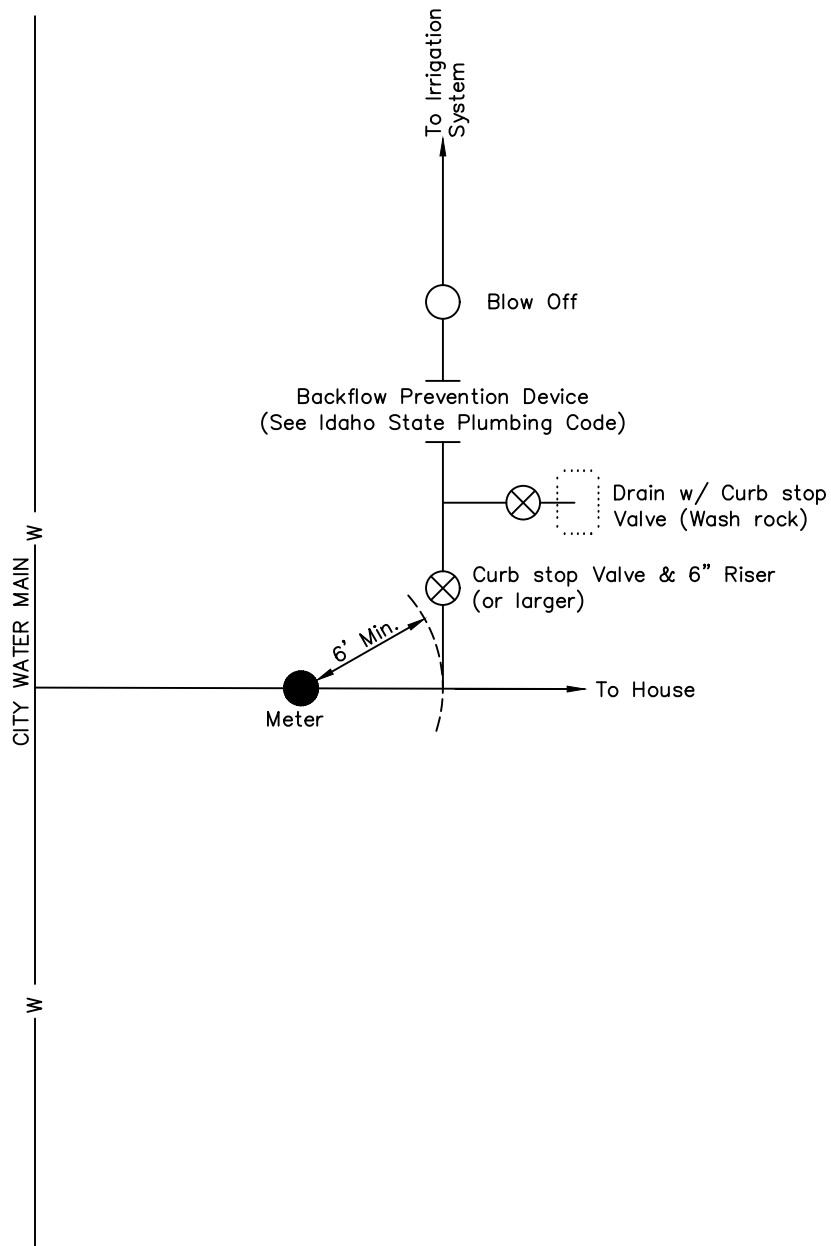 To Irrigation
System
Blow Off
Backflow Prevention Device
(See Idaho State Plumbing Code)
Drain w/ Curb stop
Valve (Wash rock)
W
Curb stop Valve & 6" Riser
(or larger)
6' Min.
CITY WATER MAIN
To House
Meter
W